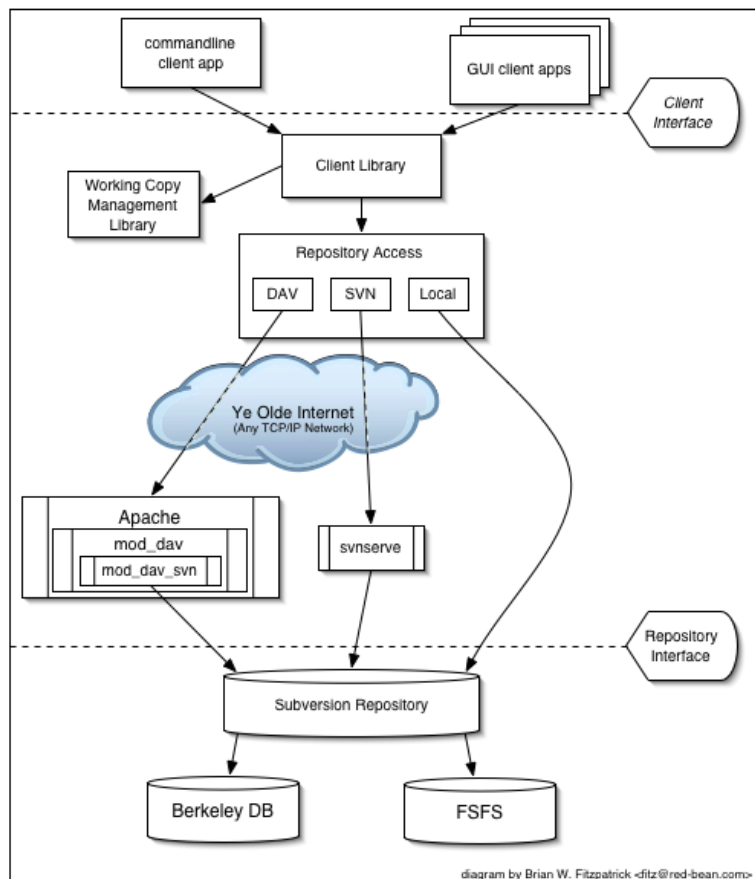 commandline
client app
GUI client apps
Client
Interface
Client Library
Working Copy
Management
Library
Repository Access
DAV
SVN
Local
Ye Olde Internet
(Any TCP/IP Network)
Apache
mod_dav
mod_dav_svn
svnserve
Repository
Interface
Subversion Repository
Berkeley DB
FSFS
diagram by Brian W. Fitzpatrick <fitz@red-bean.com>